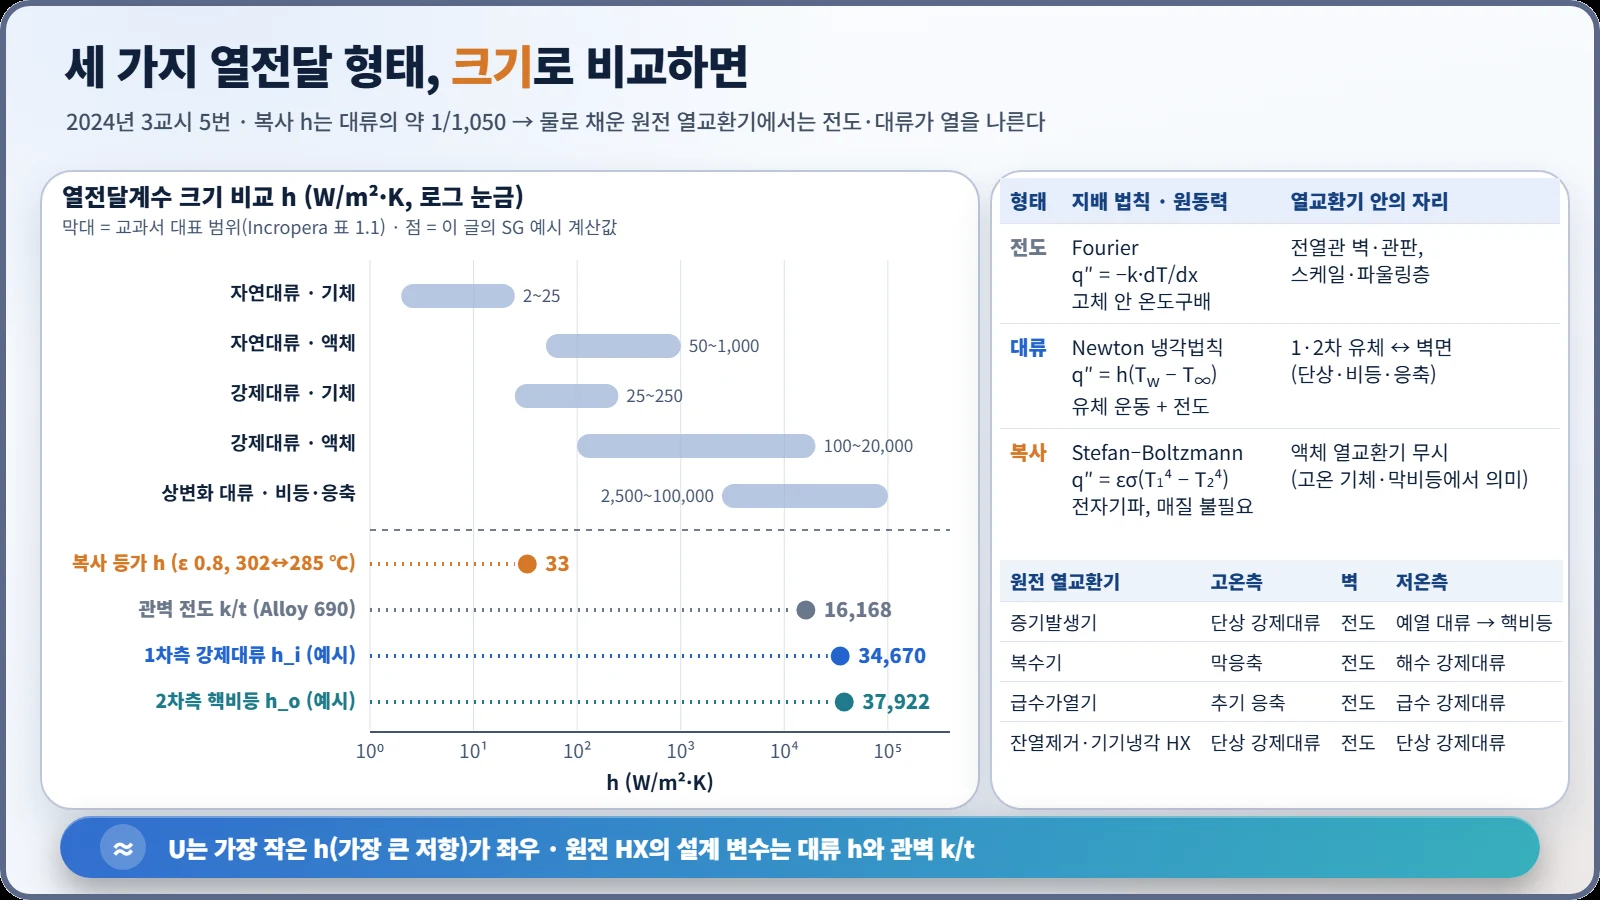 세 가지 열전달 형태, 크기로 비교하면
2024년 3교시 5번 · 복사 h는 대류의 약 1/1,050 → 물로 채운 원전 열교환기에서는 전도·대류가 열을 나른다
열전달계수 크기 비교 h (W/m²·K, 로그 눈금)
막대 = 교과서 대표 범위(Incropera 표 1.1) · 점 = 이 글의 SG 예시 계산값
자연대류 · 기체 2~25
자연대류 · 액체 50~1,000
강제대류 · 기체 25~250
강제대류 · 액체 100~20,000
상변화 대류 · 비등·응축 2,500~100,000
복사 등가 h (ε 0.8, 302↔285 ℃) 33
관벽 전도 k/t (Alloy 690) 16,168
1차측 강제대류 h_i (예시) 34,670
2차측 핵비등 h_o (예시) 37,922
10⁰ 10¹ 10² 10³ 10⁴ 10⁵
h (W/m²·K)
형태 지배 법칙 · 원동력 열교환기 안의 자리
전도 Fourier 전열관 벽·관판,
q″ = −k·dT/dx 스케일·파울링층
고체 안 온도구배
대류 Newton 냉각법칙 1·2차 유체 ↔ 벽면
q″ = h(T_w − T_∞) (단상·비등·응축)
유체 운동 + 전도
복사 Stefan−Boltzmann 액체 열교환기 무시
q″ = εσ(T₁⁴ − T₂⁴) (고온 기체·막비등에서 의미)
전자기파, 매질 불필요
원전 열교환기 고온측 벽 저온측
증기발생기 단상 강제대류 전도 예열 대류 → 핵비등
복수기 막응축 전도 해수 강제대류
급수가열기 추기 응축 전도 급수 강제대류
잔열제거·기기냉각 HX 단상 강제대류 전도 단상 강제대류
≈ U는 가장 작은 h(가장 큰 저항)가 좌우 · 원전 HX의 설계 변수는 대류 h와 관벽 k/t